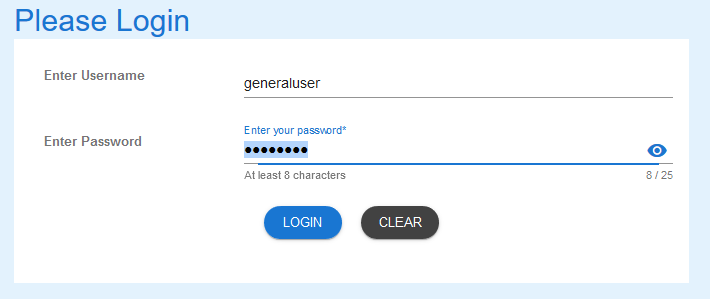 Please Login
Enter Username
generaluser
Enter your password*
Enter Password
••••••••
At least 8 characters
8 / 25
LOGIN
CLEAR